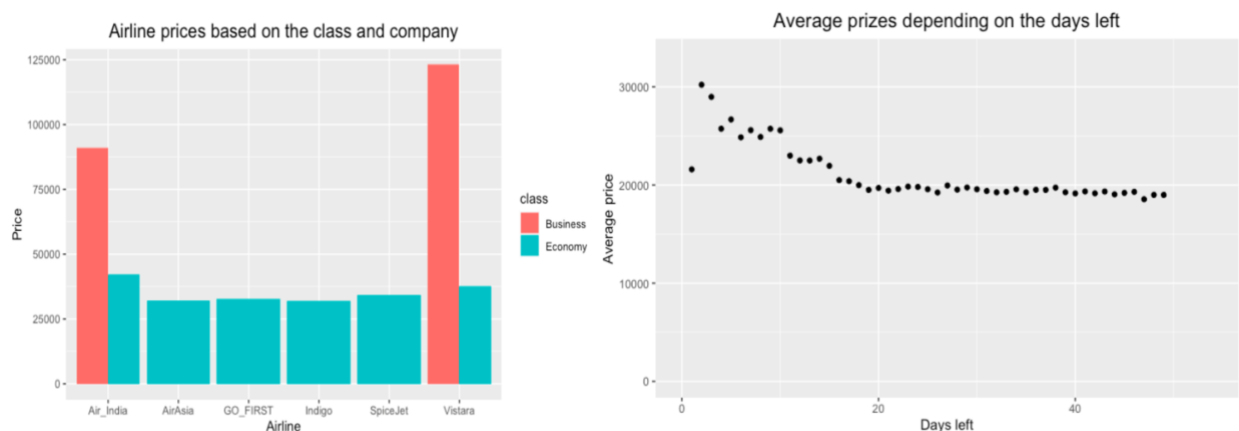 Airline prices based on the class and company
125000
100000
75000
50000
25000
0
Price
Air_India AirAsia GO_FIRST Indigo SpiceJet Vistara
Airline
class
Business
Economy
Average prizes depending on the days left
30000
20000
10000
0
Average price
0 20 40
Days left